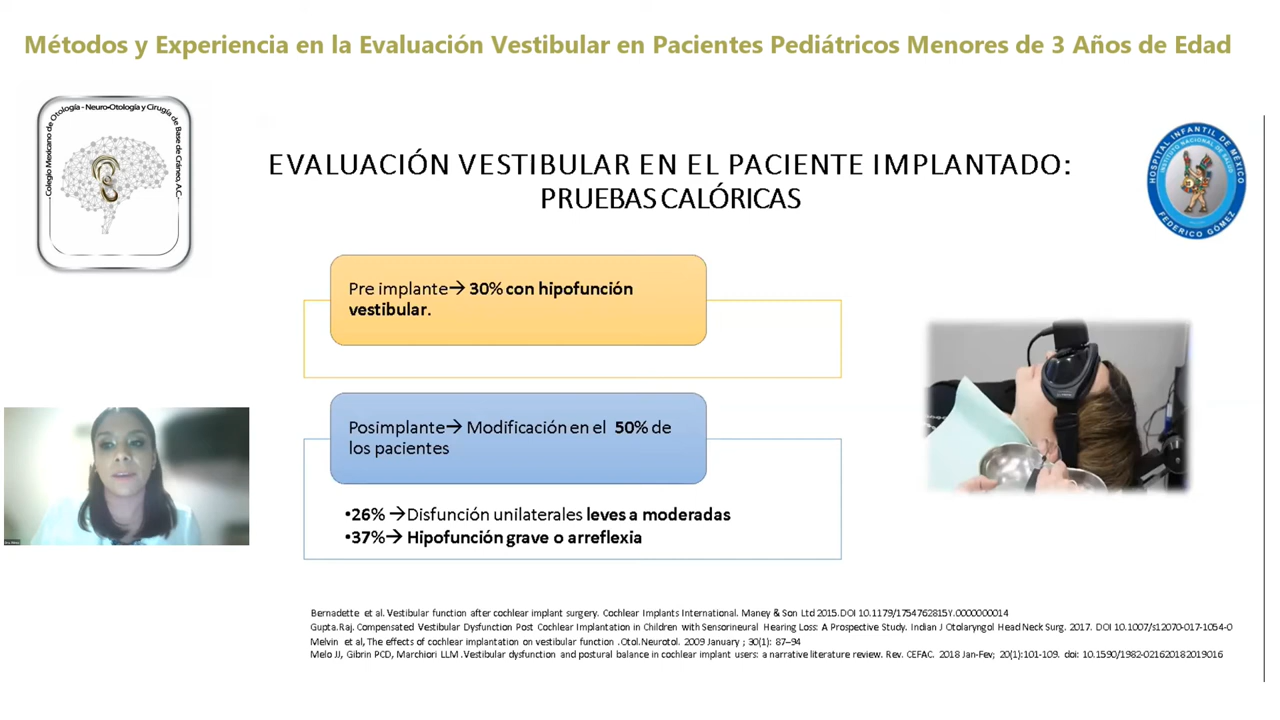 Métodos y Experiencia en la Evaluación Vestibular en Pacientes Pediátricos Menores de 3 Años de Edad
Colegio Mexicano de Otología - Neuro-Otología y Cirugía de Base de Cráneo, A.C.
HOSPITAL INFANTIL DE MÉXICO
INSTITUTO NACIONAL DE SALUD
FEDERICO GÓMEZ
EVALUACIÓN VESTIBULAR EN EL PACIENTE IMPLANTADO:
PRUEBAS CALÓRICAS
Pre implante→ 30% con hipofunción
vestibular.
Posimplante→ Modificación en el 50% de
los pacientes
•26% →Disfunción unilaterales leves a moderadas
•37%→ Hipofunción grave o arreflexia
Bernadette et al. Vestibular function after cochlear implant surgery. Cochlear Implants International. Maney & Son Ltd 2015.DOI 10.1179/1754762815Y.0000000014
Gupta.Raj. Compensated Vestibular Dysfunction Post Cochlear Implantation in Children with Sensorineural Hearing Loss: A Prospective Study. Indian J Otolaryngol Head Neck Surg. 2017. DOI 10.1007/s12070-017-1054-0
Melvin et al, The effects of cochlear implantation on vestibular function .Otol.Neurotol. 2009 January ; 30(1): 87–94
Melo JJ, Gibrin PCD, Marchiori LLM .Vestibular dysfunction and postural balance in cochlear implant users: a narrative literature review. Rev. CEFAC. 2018 Jan-Fev; 20(1):101-109. doi: 10.1590/1982-021620182019016